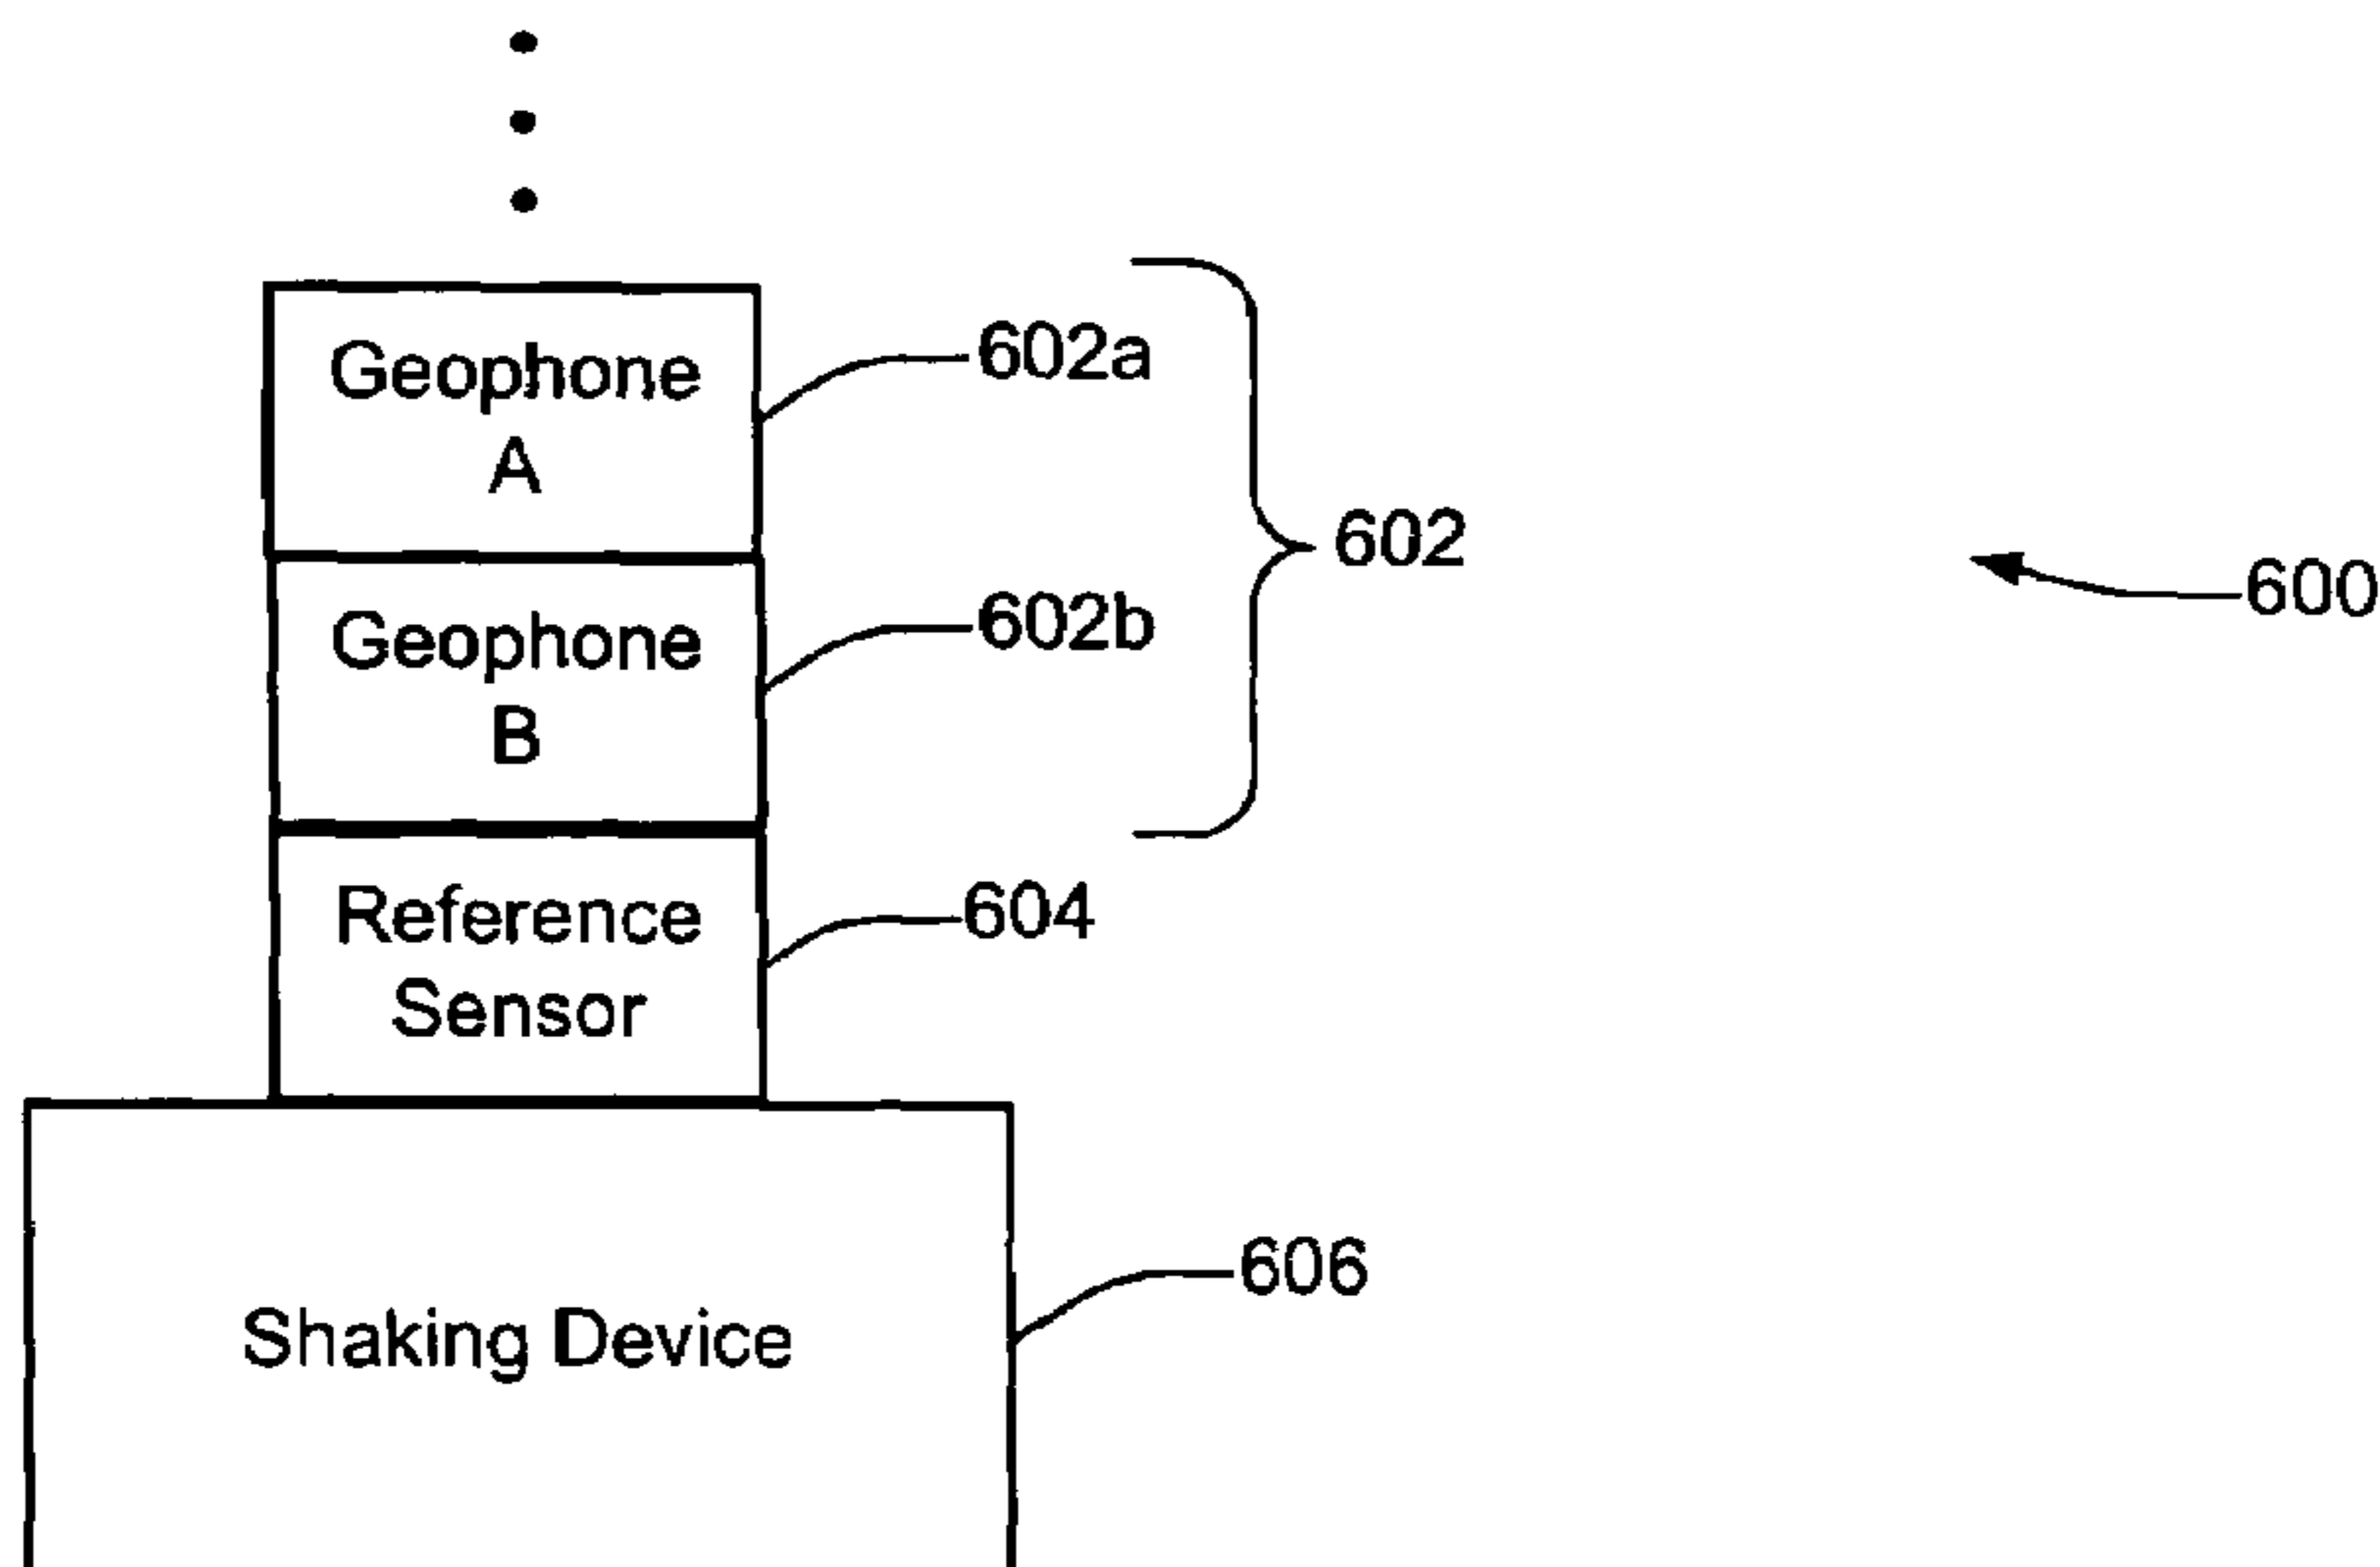 Geophone
A
602a
602
600
Geophone
B
602b
Reference
Sensor
604
606
Shaking Device